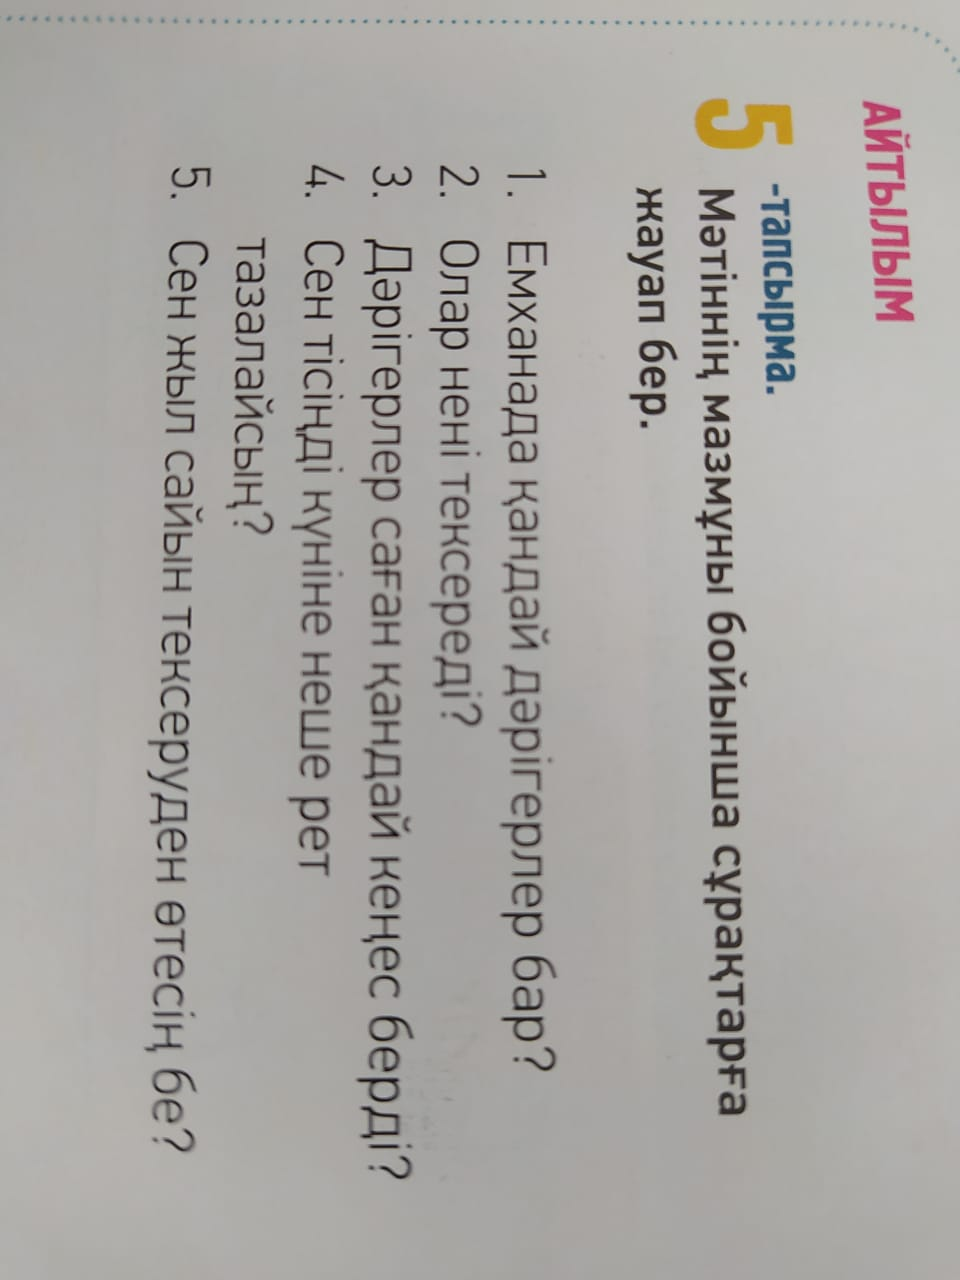 АЙТЫЛЫМ
5 -тапсырма.
Мәтіннің мазмұны бойынша сұрақтарға
жауап бер.
1. Емханада қандай дәрігерлер бар?
2. Олар нені тексереді?
3. Дәрігерлер саған қандай кеңес берді?
4. Сен тісіңді күніне неше рет
тазалайсың?
5. Сен жыл сайын тексеруден өтесің бе?